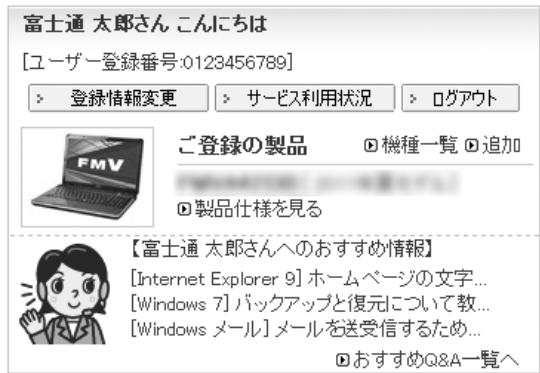 富士通 太郎さん こんにちは
[ユーザー登録番号:0123456789]
登録情報変更 サービス利用状況 ログアウト
FMV
ご登録の製品 機種一覧 追加
製品仕様を見る
【富士通 太郎さんへのおすすめ情報】
[Internet Explorer 9] ホームページの文字...
[Windows 7] バックアップと復元について教...
[Windows メール] メールを送受信するため...
おすすめQ&A一覧へ